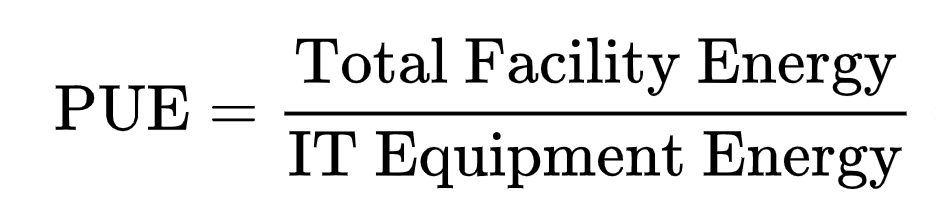 PUE = Total Facility Energy
IT Equipment Energy